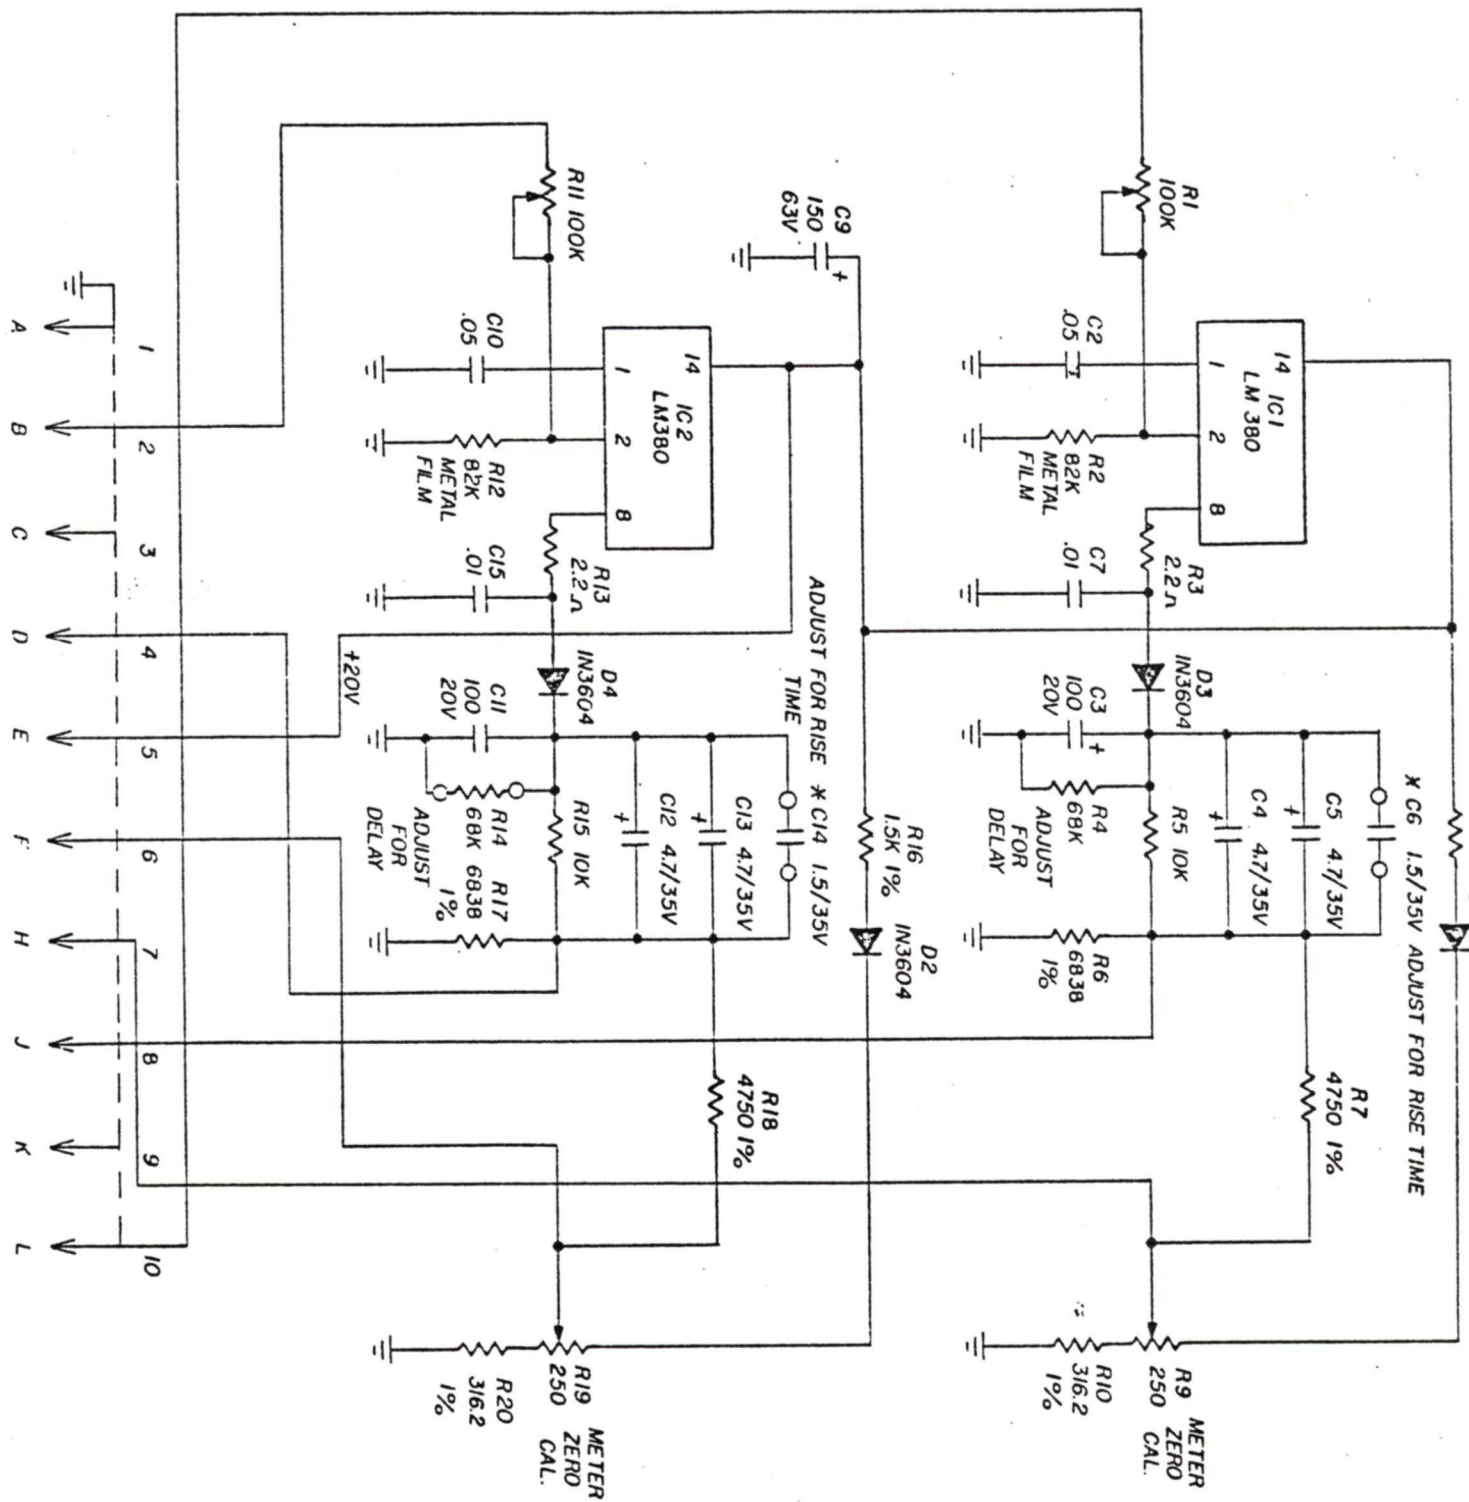 R1
100K
C2
.05
14
1
IC1
LM 380
2
8
R2
82K
METAL
FILM
C7
.01
R3
2.2Ω
D3
IN3604
C3
100
20V
+
R4
68K
ADJUST
FOR
DELAY
R5 10K
C4 4.7/35V
+
C5 4.7/35V
+
* C6 1.5/35V ADJUST FOR RISE TIME
R6
6838
1%
R7
4750 1%
R9
250
METER
ZERO
CAL.
R10
316.2
1%
C9
150
63V
+
R16
1.5K 1%
D2
IN3604
R11 100K
C10
.05
14
1
IC2
LM380
2
8
R12
82K
METAL
FILM
C15
.01
R13
2.2Ω
D4
IN3604
C11
100
20V
R14
68K
ADJUST
FOR
DELAY
R15 10K
C12 4.7/35V
+
C13 4.7/35V
+
ADJUST FOR RISE * C14 1.5/35V
TIME
R17
6838
1%
R18
4750 1%
R19
250
METER
ZERO
CAL.
R20
316.2
1%
+20V
1
2
3
4
5
6
7
8
9
10
A
B
C
D
E
F
H
J
K
L